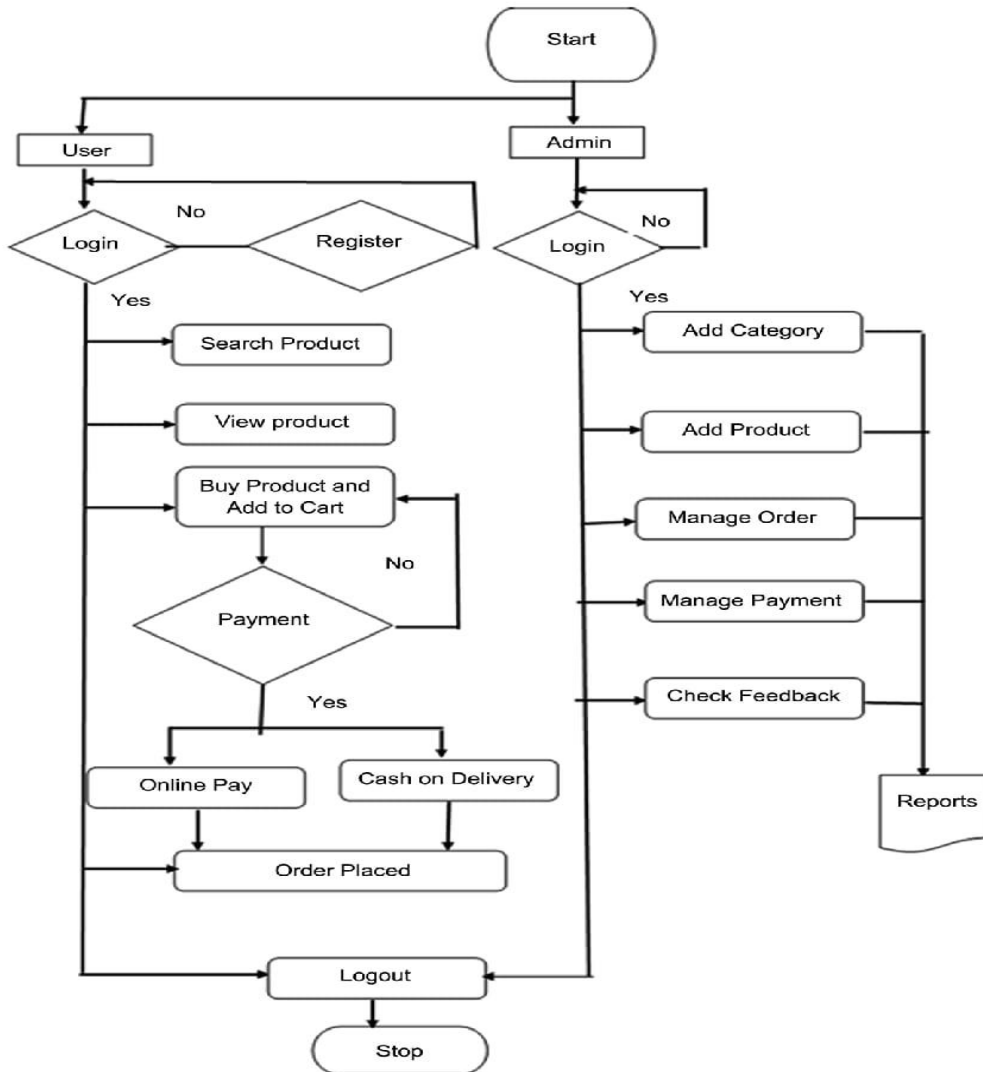 Start
User
Admin
No
No
Login
Register
Login
Yes
Yes
Search Product
Add Category
View product
Add Product
Buy Product and
Add to Cart
Manage Order
No
Payment
Manage Payment
Yes
Check Feedback
Online Pay
Cash on Delivery
Reports
Order Placed
Logout
Stop